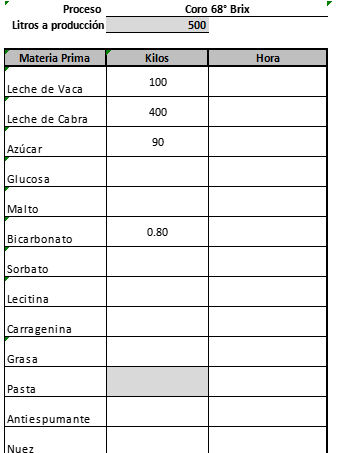 Proceso Coro 68° Brix
Litros a producción 500
Materia Prima Kilos Hora
Leche de Vaca 100
Leche de Cabra 400
Azúcar 90
Glucosa
Malto
Bicarbonato 0.80
Sorbato
Lecitina
Carragenina
Grasa
Pasta
Antiespumante
Nuez